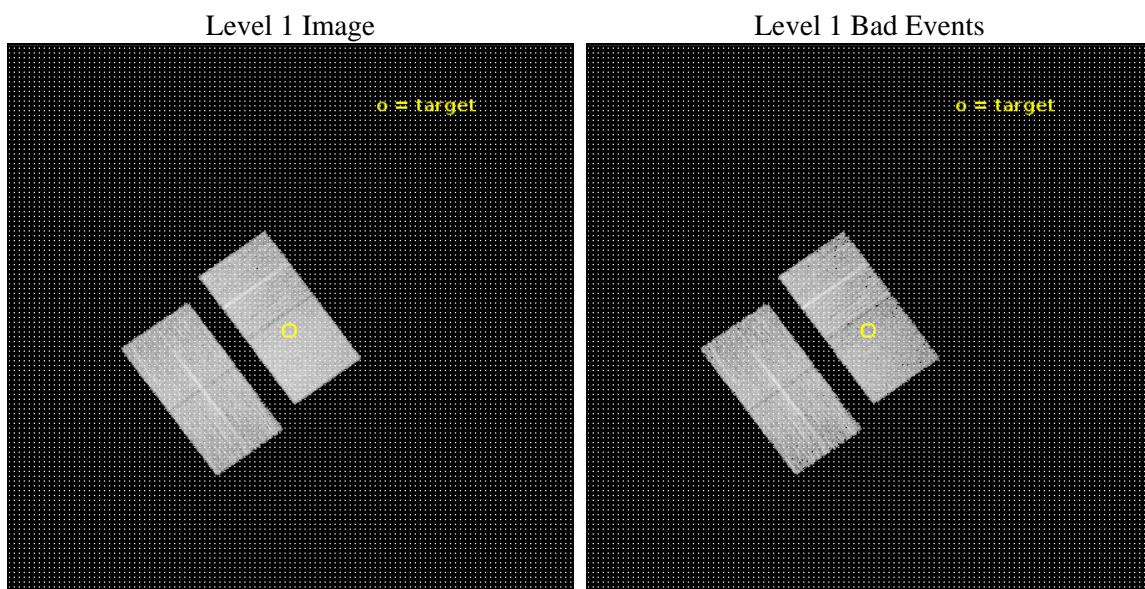 Level 1 Image
Level 1 Bad Events
o = target
o = target